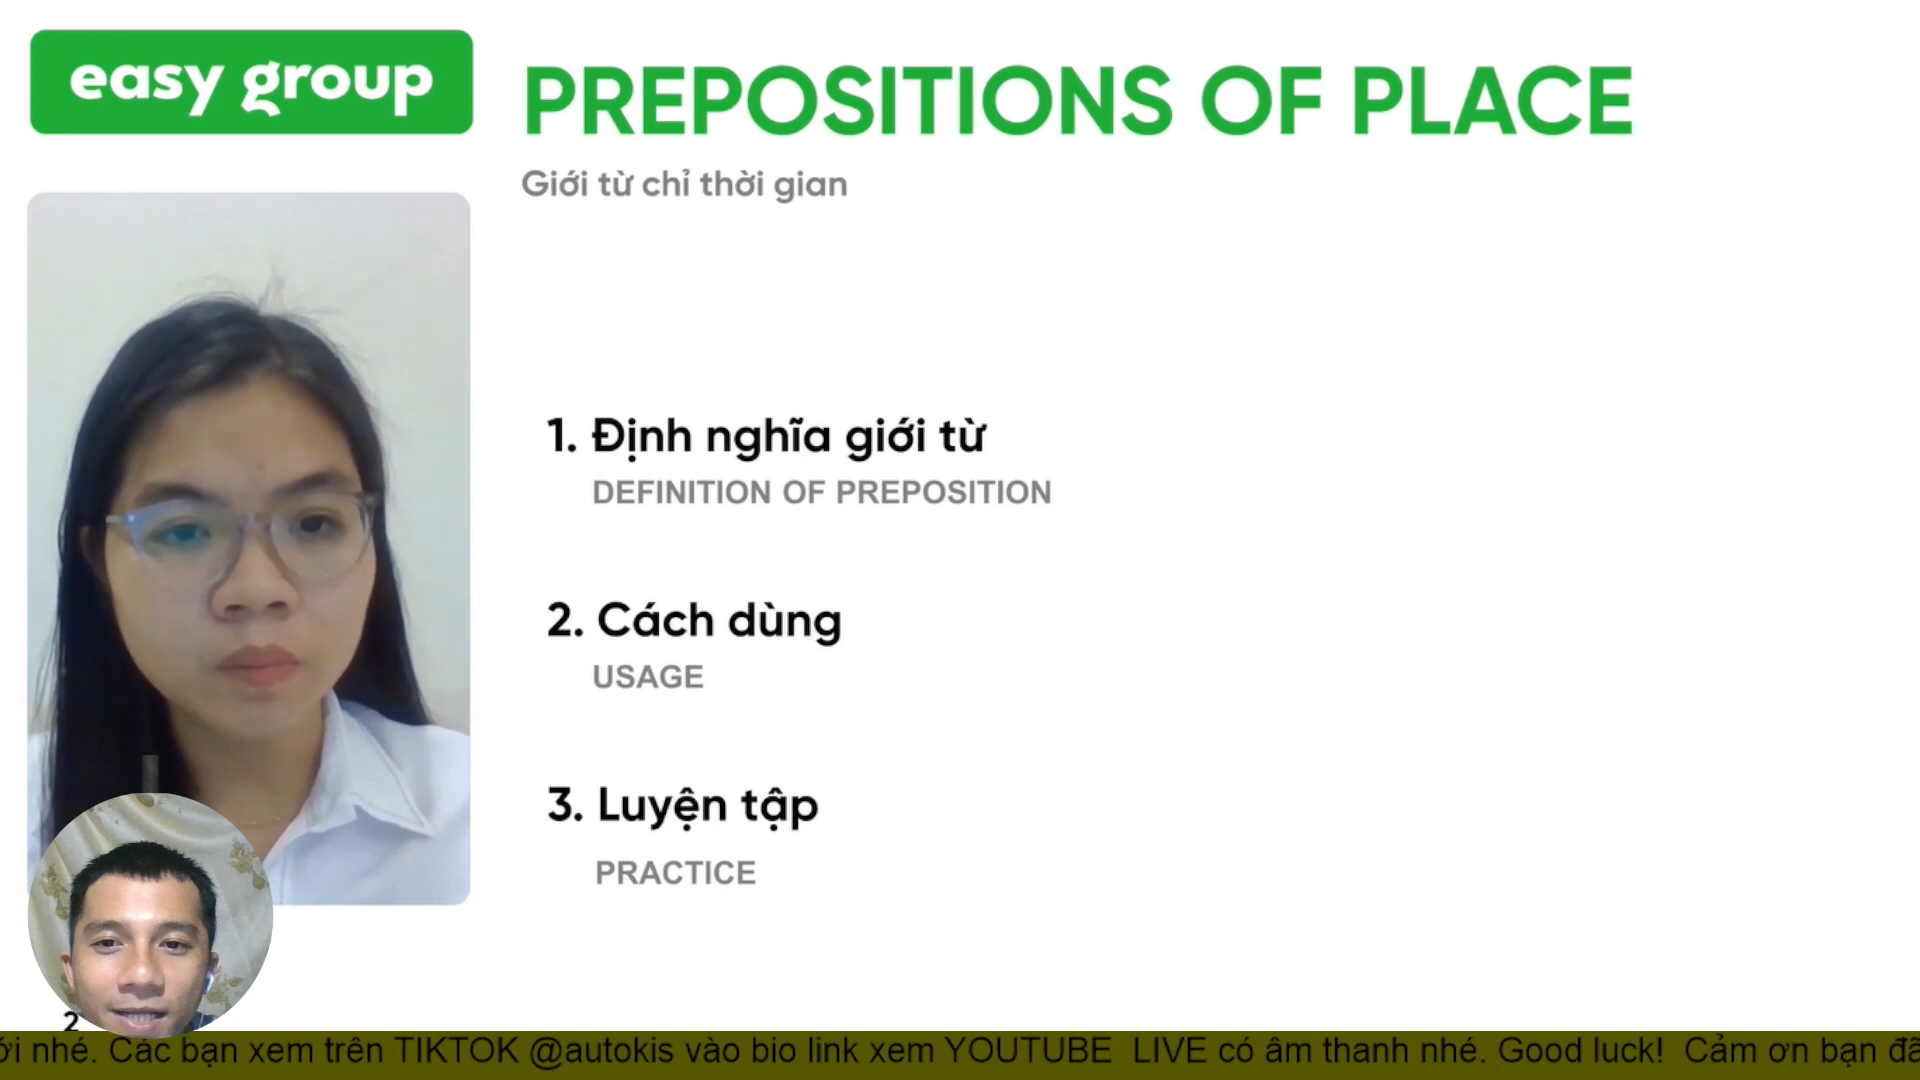 easy group
PREPOSITIONS OF PLACE
Giới từ chỉ thời gian
1. Định nghĩa giới từ
DEFINITION OF PREPOSITION
2. Cách dùng
USAGE
3. Luyện tập
PRACTICE
2
ới nhé. Các bạn xem trên TIKTOK @autokis vào bio link xem YOUTUBE LIVE có âm thanh nhé. Good luck! Cảm ơn bạn đã